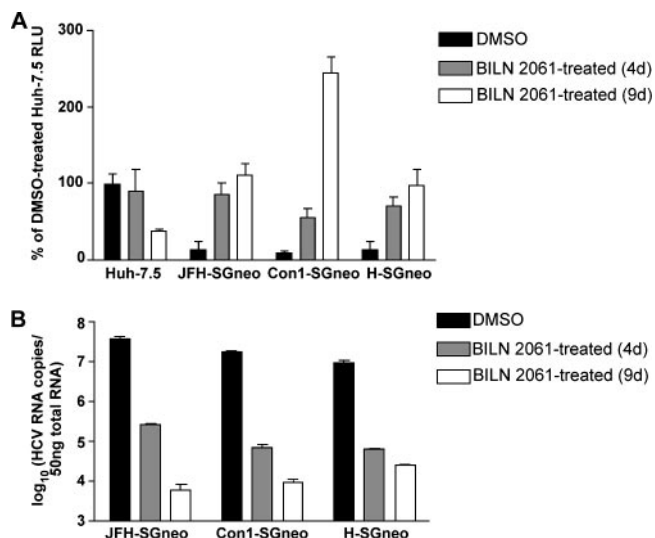 A
% of DMSO-treated Huh-7.5 RLU
300
200
100
0
Huh-7.5 JFH-SGneo Con1-SGneo H-SGneo
DMSO
BILN 2061-treated (4d)
BILN 2061-treated (9d)
B
log10 (HCV RNA copies/
50ng total RNA)
8
7
6
5
4
3
JFH-SGneo Con1-SGneo H-SGneo
DMSO
BILN 2061-treated (4d)
BILN 2061-treated (9d)